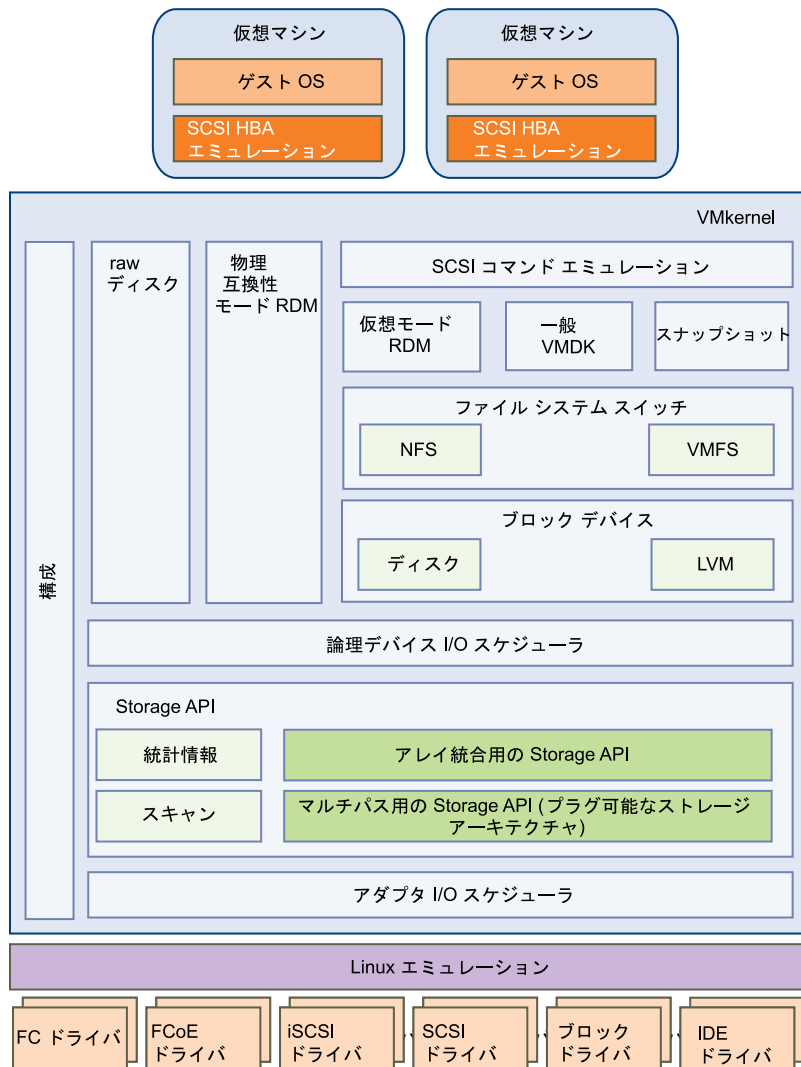 仮想マシン
ゲスト OS
SCSI HBA
エミュレーション
仮想マシン
ゲスト OS
SCSI HBA
エミュレーション
VMkernel
構成
raw
ディスク
物理
互換性
モード RDM
SCSI コマンド エミュレーション
仮想モード
RDM
一般
VMDK
スナップショット
ファイル システム スイッチ
NFS
VMFS
ブロック デバイス
ディスク
LVM
論理デバイス I/O スケジューラ
Storage API
統計情報
アレイ統合用の Storage API
スキャン
マルチパス用の Storage API (プラグ可能なストレージ
アーキテクチャ)
アダプタ I/O スケジューラ
Linux エミュレーション
FC ドライバ
FCoE
ドライバ
iSCSI
ドライバ
SCSI
ドライバ
ブロック
ドライバ
IDE
ドライバ